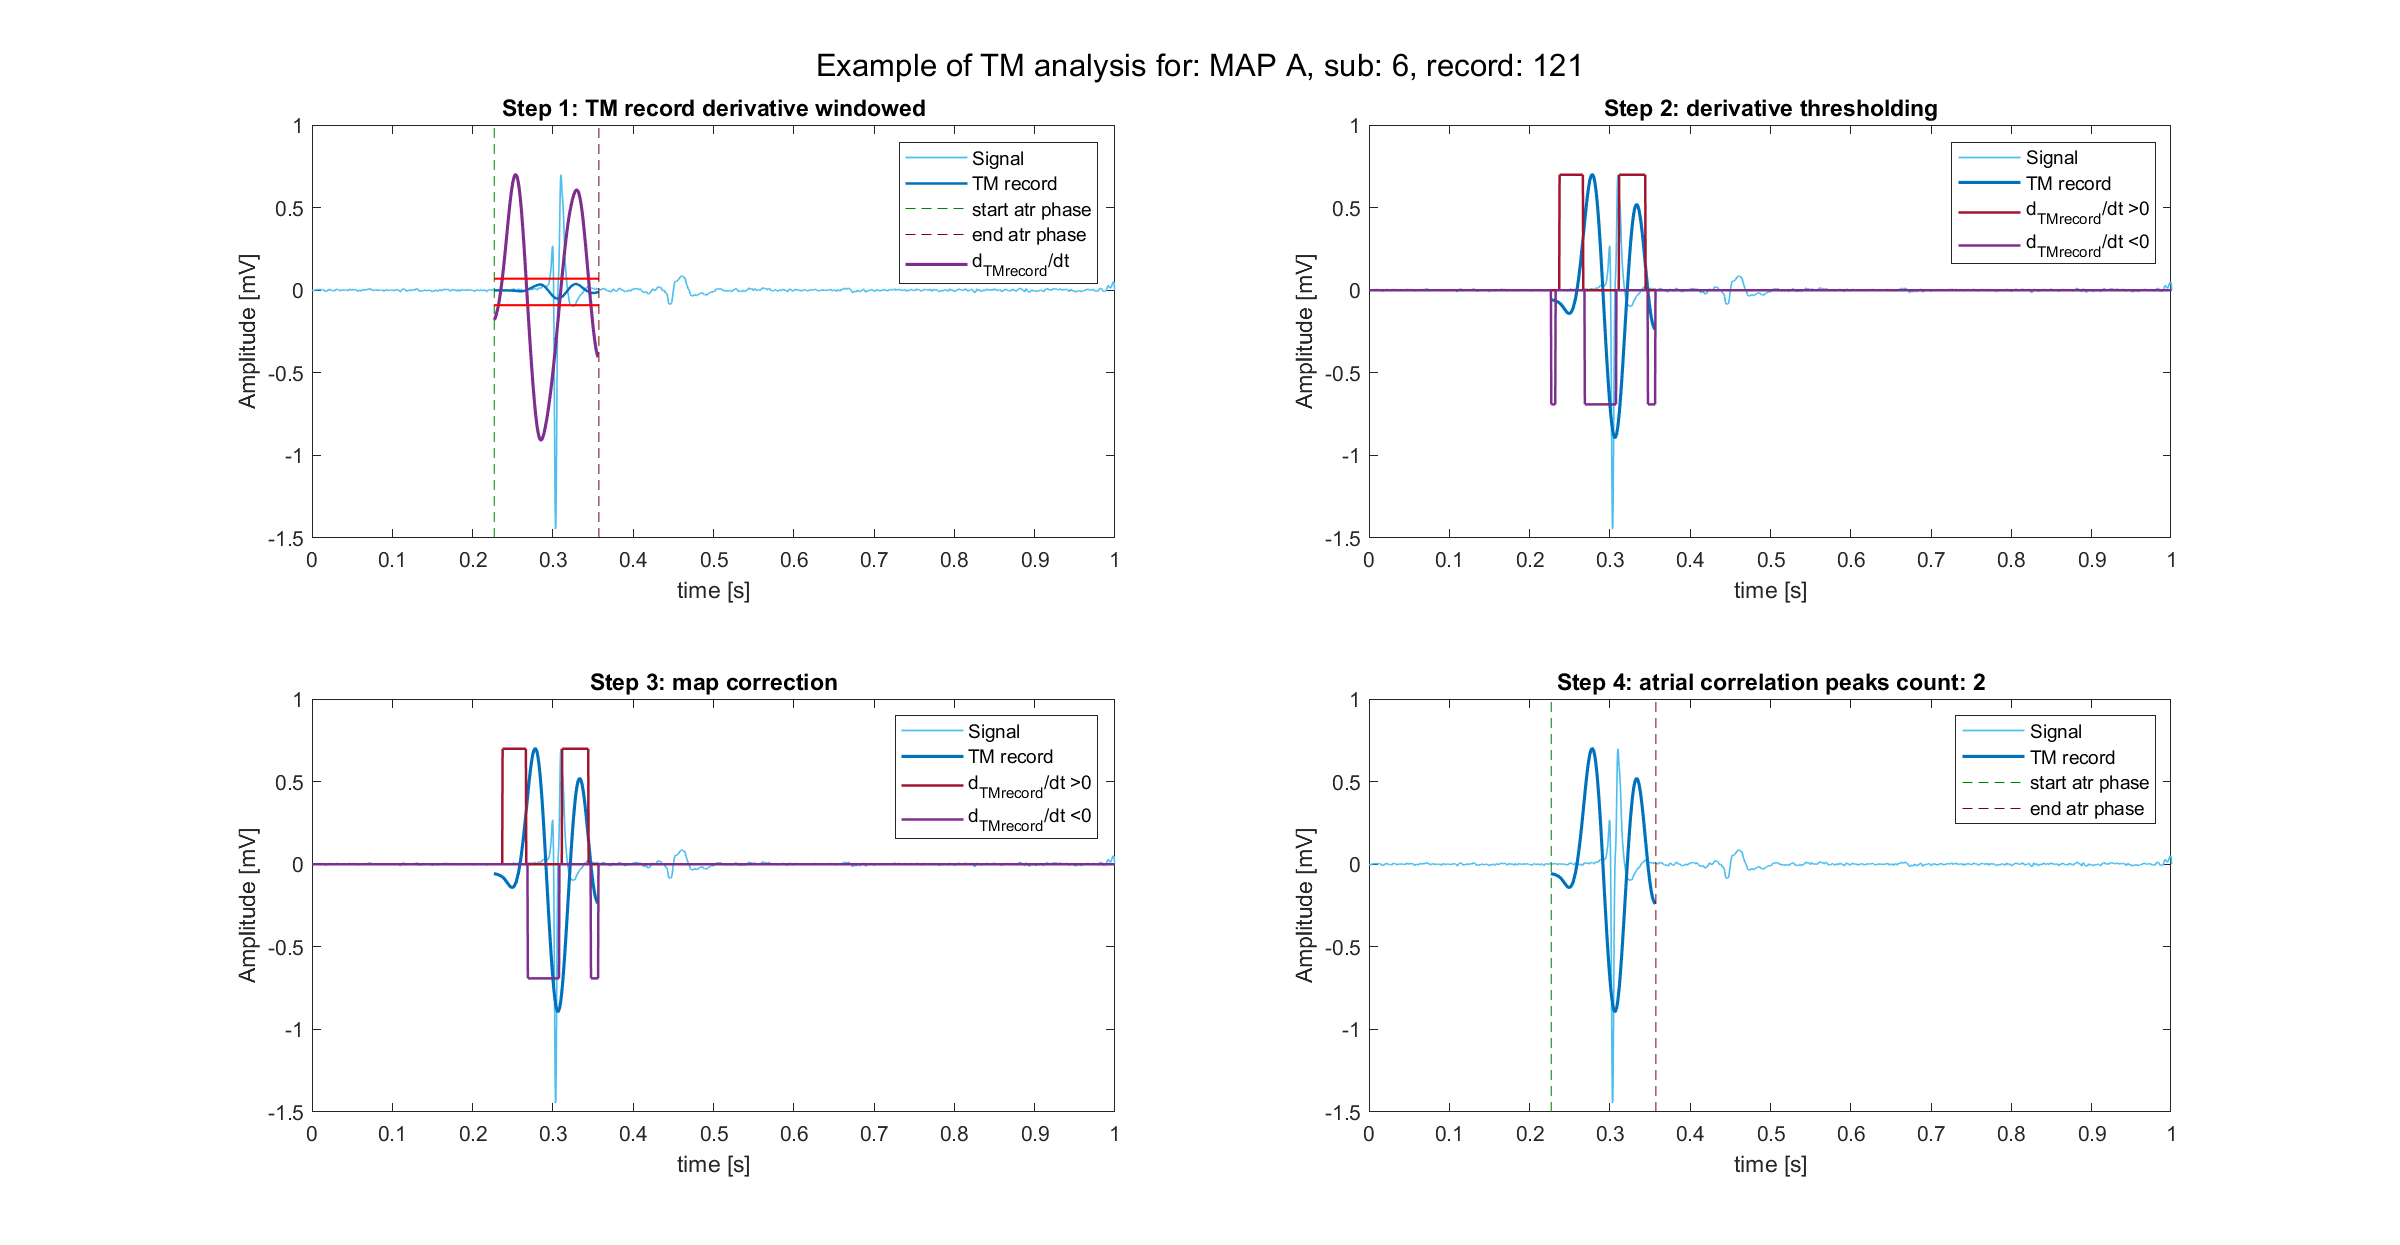 Example of TM analysis for: MAP A, sub: 6, record: 121
Step 1: TM record derivative windowed
1
0.5
0
-0.5
-1
-1.5
Amplitude [mV]
0 0.1 0.2 0.3 0.4 0.5 0.6 0.7 0.8 0.9 1
time [s]
Signal
TM record
start atr phase
end atr phase
dTMrecord/dt
Step 2: derivative thresholding
1
0.5
0
-0.5
-1
-1.5
Amplitude [mV]
0 0.1 0.2 0.3 0.4 0.5 0.6 0.7 0.8 0.9 1
time [s]
Signal
TM record
dTMrecord/dt >0
dTMrecord/dt <0
Step 3: map correction
1
0.5
0
-0.5
-1
-1.5
Amplitude [mV]
0 0.1 0.2 0.3 0.4 0.5 0.6 0.7 0.8 0.9 1
time [s]
Signal
TM record
dTMrecord/dt >0
dTMrecord/dt <0
Step 4: atrial correlation peaks count: 2
1
0.5
0
-0.5
-1
-1.5
Amplitude [mV]
0 0.1 0.2 0.3 0.4 0.5 0.6 0.7 0.8 0.9 1
time [s]
Signal
TM record
start atr phase
end atr phase